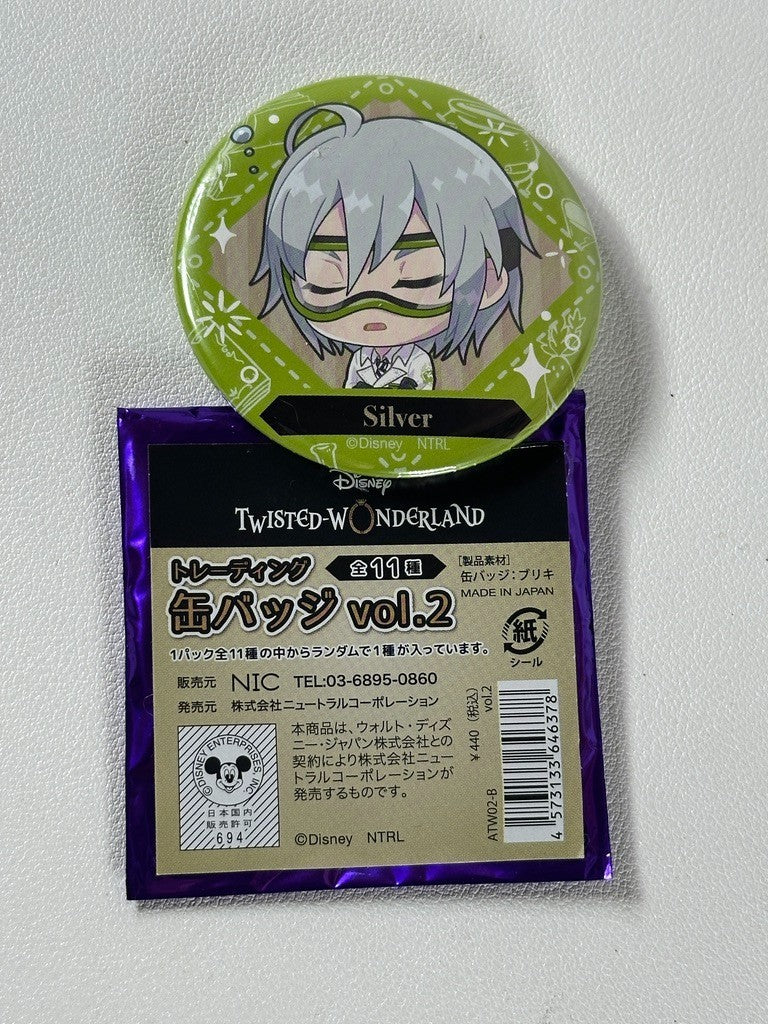 Silver
©Disney NTRL
Disney
TWISTED-WONDERLAND
トレーディング 全11種
缶バッジ vol.2
[製品素材]
缶バッジ：ブリキ
MADE IN JAPAN
紙
シール
1パック全11種の中からランダムで1種が入っています。
販売元 NIC TEL:03-6895-0860
発売元 株式会社ニュートラルコーポレーション
本商品は、ウォルト・ディズ
ニー・ジャパン株式会社との
契約により株式会社ニュー
トラルコーポレーションが
発売するものです。
©DISNEY ENTERPRISES, INC
日本国内
販売許可
694
©Disney NTRL
ATW02-B ¥440（税込）
vol.2
4573133646378